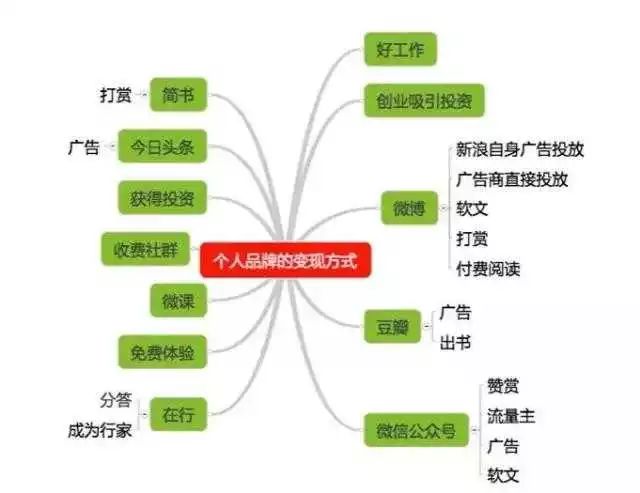 个人品牌的变现方式
好工作
创业吸引投资
微博
新浪自身广告投放
广告商直接投放
软文
打赏
付费阅读
豆瓣
广告
出书
微信公众号
赞赏
流量主
广告
软文
简书
打赏
今日头条
广告
获得投资
收费社群
微课
免费体验
在行
分答
成为行家